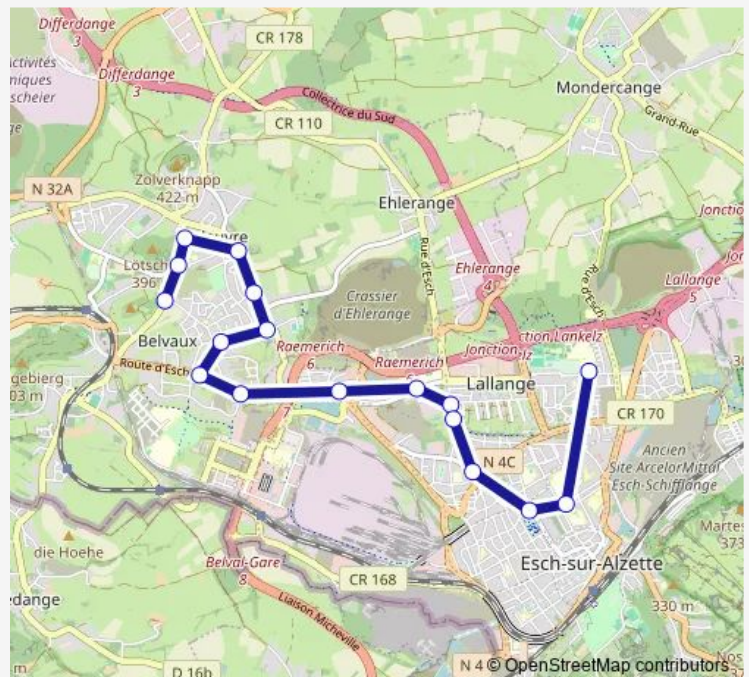 Differdange
3
CR 178
Mondercange
Differdange
3
Collectrice du Sud
CR 110
Grand-Rue
Zolverknapp
422 m
N 32A
Ehlerange
Rue d'Esch
Ehlerange
4
Rue d'Esch
Lallange
5
396
Crassier
d'Ehlerange
Belvaux
Raemerich
6
Raemerich
Jonction
Route d'Esch
Lallange
CR 170
7
N 4C
Ancien
Site ArcelorMittal
Esch-Schifflange
die Hoehe
Belval-Gare
8
Esch-sur-Alzette
CR 168
330 m
Liaison Micheville
D 16b
N 4
© OpenStreetMap contributors